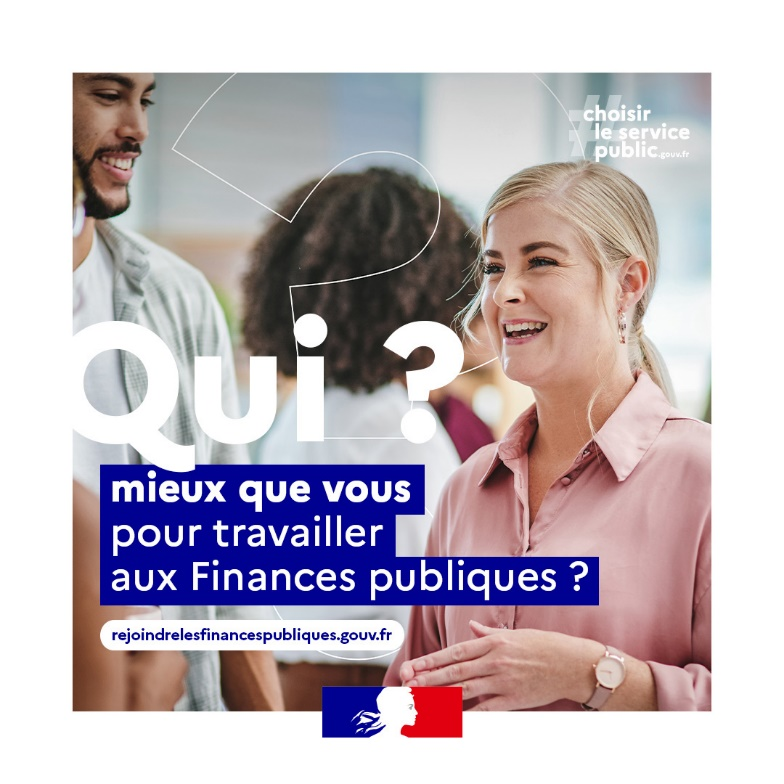 #choisir
le service
public.gouv.fr
Qui ?
mieux que vous
pour travailler
aux Finances publiques ?
rejoindrelesfinancespubliques.gouv.fr